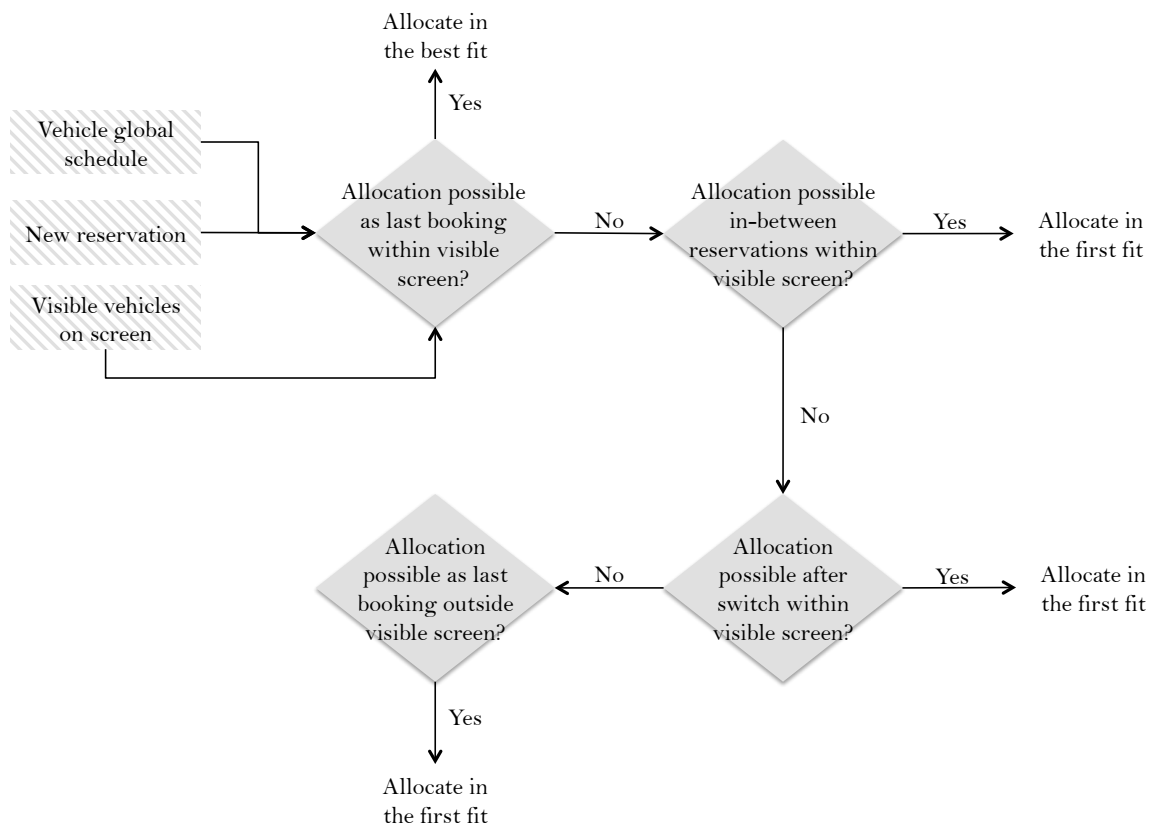 Allocate in
the best fit
Yes
Vehicle global
schedule
New reservation
Visible vehicles
on screen
Allocation possible
as last booking
within visible
screen?
No
Allocation possible
in-between
reservations within
visible screen?
Yes
Allocate in
the first fit
No
Allocation
possible after
switch within
visible screen?
Yes
Allocate in
the first fit
No
Allocation
possible as last
booking outside
visible screen?
Yes
Allocate in
the first fit